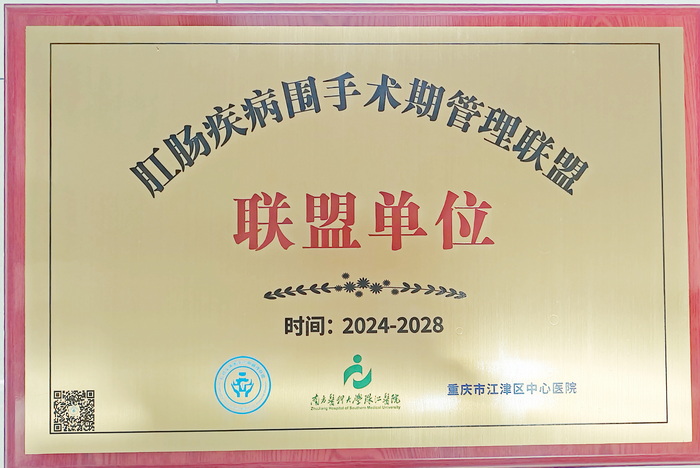 肛肠疾病围手术期管理联盟
联盟单位
时间：2024-2028
南方医科大学珠江医院
Zhujiang Hospital of Southern Medical University
重庆市江津区中心医院